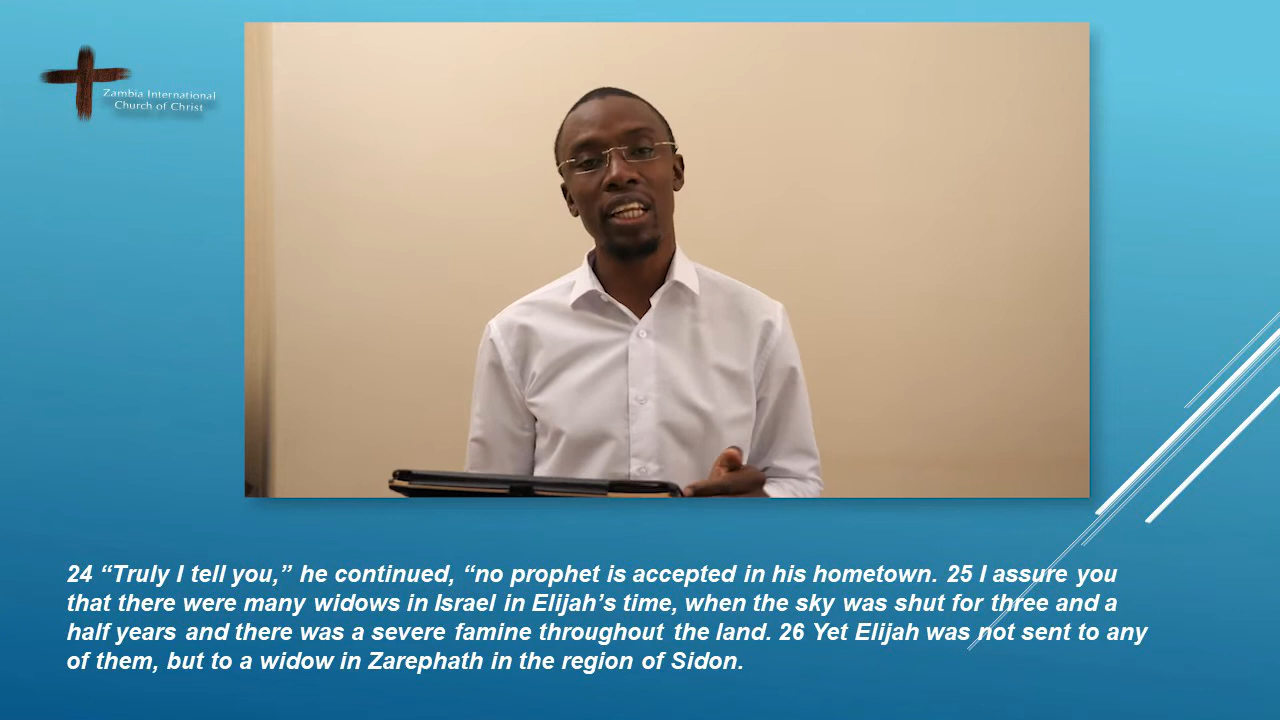 Zambia International
Church of Christ
24 “Truly I tell you,” he continued, “no prophet is accepted in his hometown. 25 I assure you
that there were many widows in Israel in Elijah’s time, when the sky was shut for three and a
half years and there was a severe famine throughout the land. 26 Yet Elijah was not sent to any
of them, but to a widow in Zarephath in the region of Sidon.